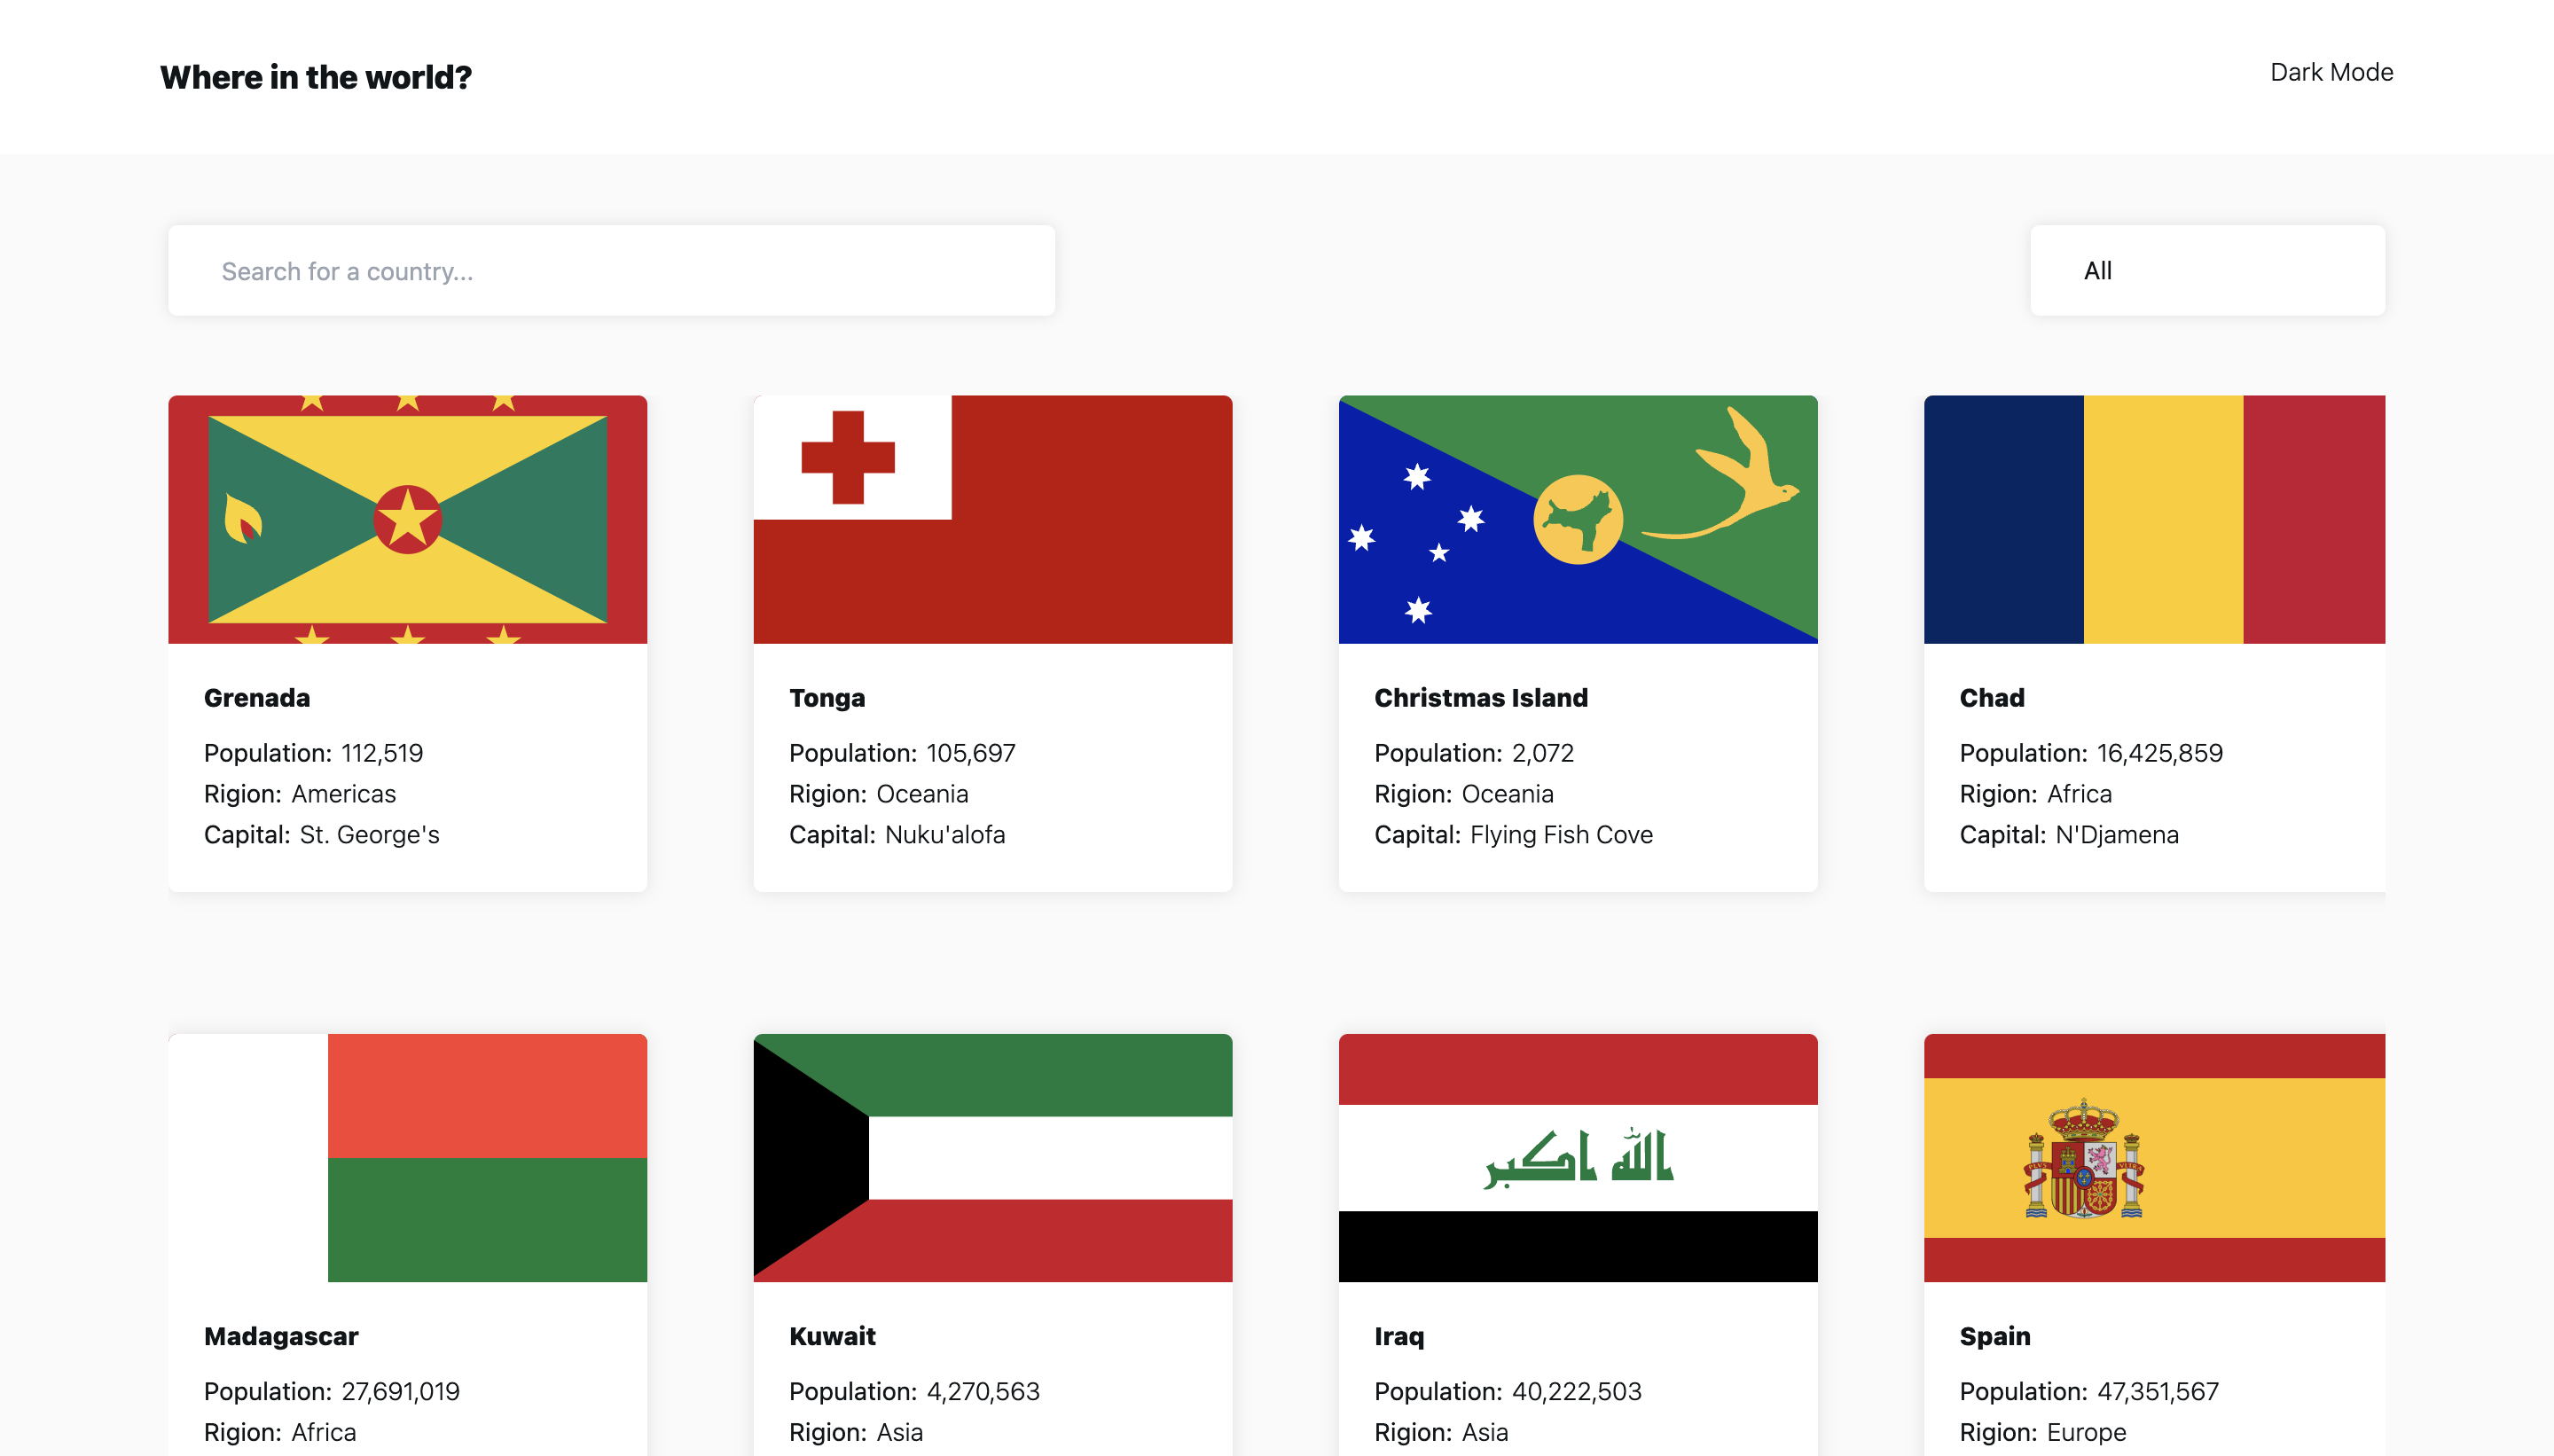 Where in the world?
Dark Mode
Search for a country...
All
Grenada
Population: 112,519
Rigion: Americas
Capital: St. George's
Tonga
Population: 105,697
Rigion: Oceania
Capital: Nuku'alofa
Christmas Island
Population: 2,072
Rigion: Oceania
Capital: Flying Fish Cove
Chad
Population: 16,425,859
Rigion: Africa
Capital: N'Djamena
الله اكبر
PLUS VLTRA
Madagascar
Population: 27,691,019
Rigion: Africa
Kuwait
Population: 4,270,563
Rigion: Asia
Iraq
Population: 40,222,503
Rigion: Asia
Spain
Population: 47,351,567
Rigion: Europe